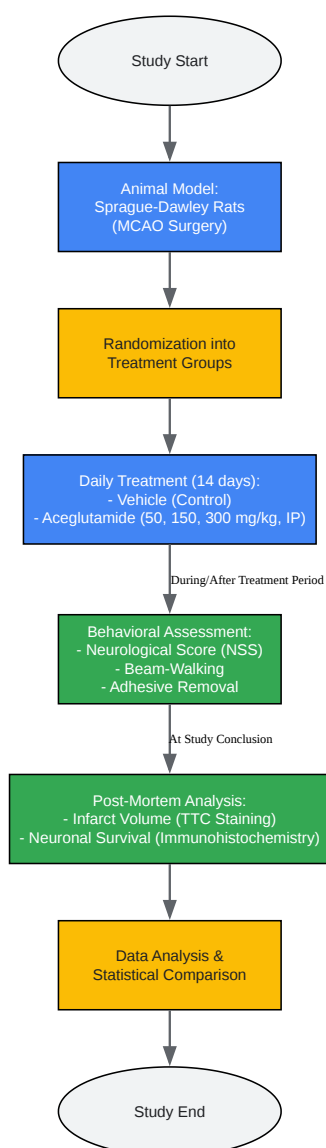 Study Start
Animal Model:
Sprague-Dawley Rats
(MCAO Surgery)
Randomization into
Treatment Groups
Daily Treatment (14 days):
- Vehicle (Control)
- Aceglutamide (50, 150, 300 mg/kg, IP)
During/After Treatment Period
Behavioral Assessment:
- Neurological Score (NSS)
- Beam-Walking
- Adhesive Removal
At Study Conclusion
Post-Mortem Analysis:
- Infarct Volume (TTC Staining)
- Neuronal Survival (Immunohistochemistry)
Data Analysis &
Statistical Comparison
Study End